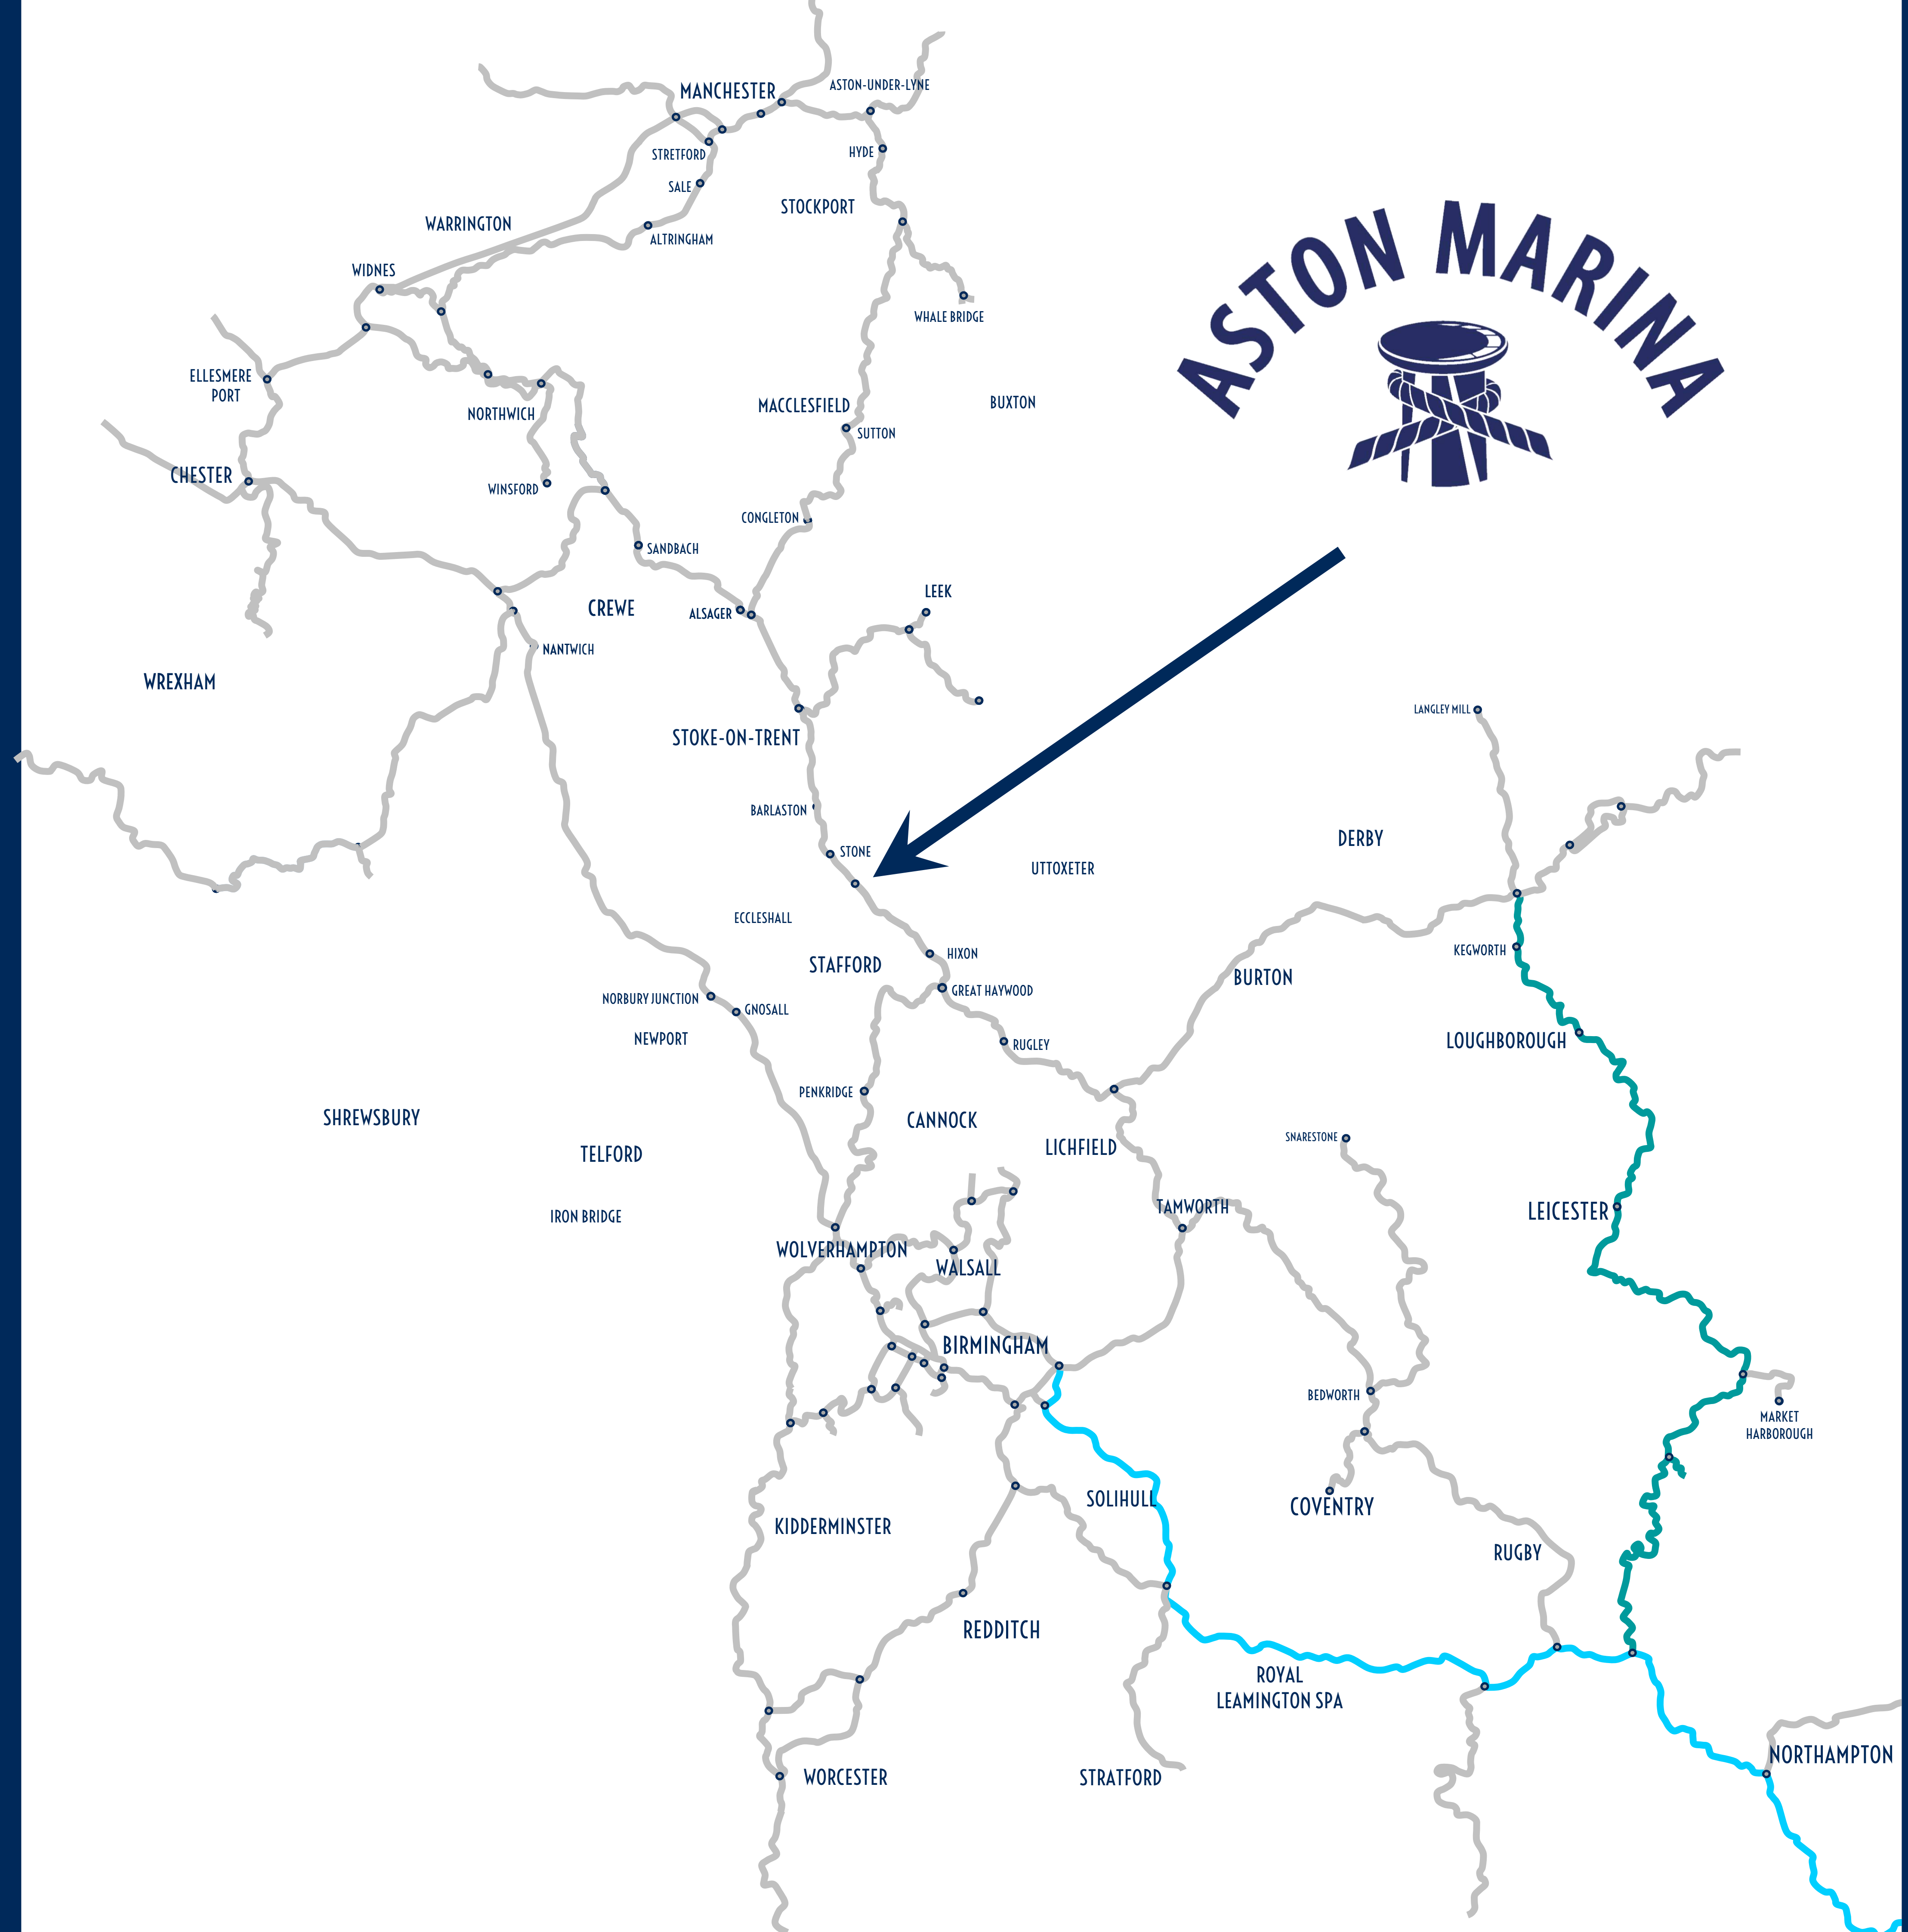 MANCHESTER
ASTON-UNDER-LYNE
STRETFORD
HYDE
SALE
STOCKPORT
WARRINGTON
ALTRINGHAM
WIDNES
WHALE BRIDGE
ASTON MARINA
ELLESMERE
PORT
NORTHWICH
MACCLESFIELD
BUXTON
SUTTON
CHESTER
WINSFORD
CONGLETON
SANDBACH
LEEK
CREWE
ALSAGER
NANTWICH
WREXHAM
LANGLEY MILL
STOKE-ON-TRENT
BARLASTON
DERBY
STONE
UTTOXETER
ECCLESHALL
HIXON
KEGWORTH
STAFFORD
BURTON
GREAT HAYWOOD
NORBURY JUNCTION
GNOSALL
NEWPORT
RUGLEY
LOUGHBOROUGH
PENKRIDGE
SHREWSBURY
CANNOCK
SNARESTONE
LICHFIELD
TELFORD
TAMWORTH
LEICESTER
IRON BRIDGE
WOLVERHAMPTON
WALSALL
BIRMINGHAM
BEDWORTH
MARKET
HARBOROUGH
SOLIHULL
COVENTRY
KIDDERMINSTER
RUGBY
REDDITCH
ROYAL
LEAMINGTON SPA
NORTHAMPTON
WORCESTER
STRATFORD